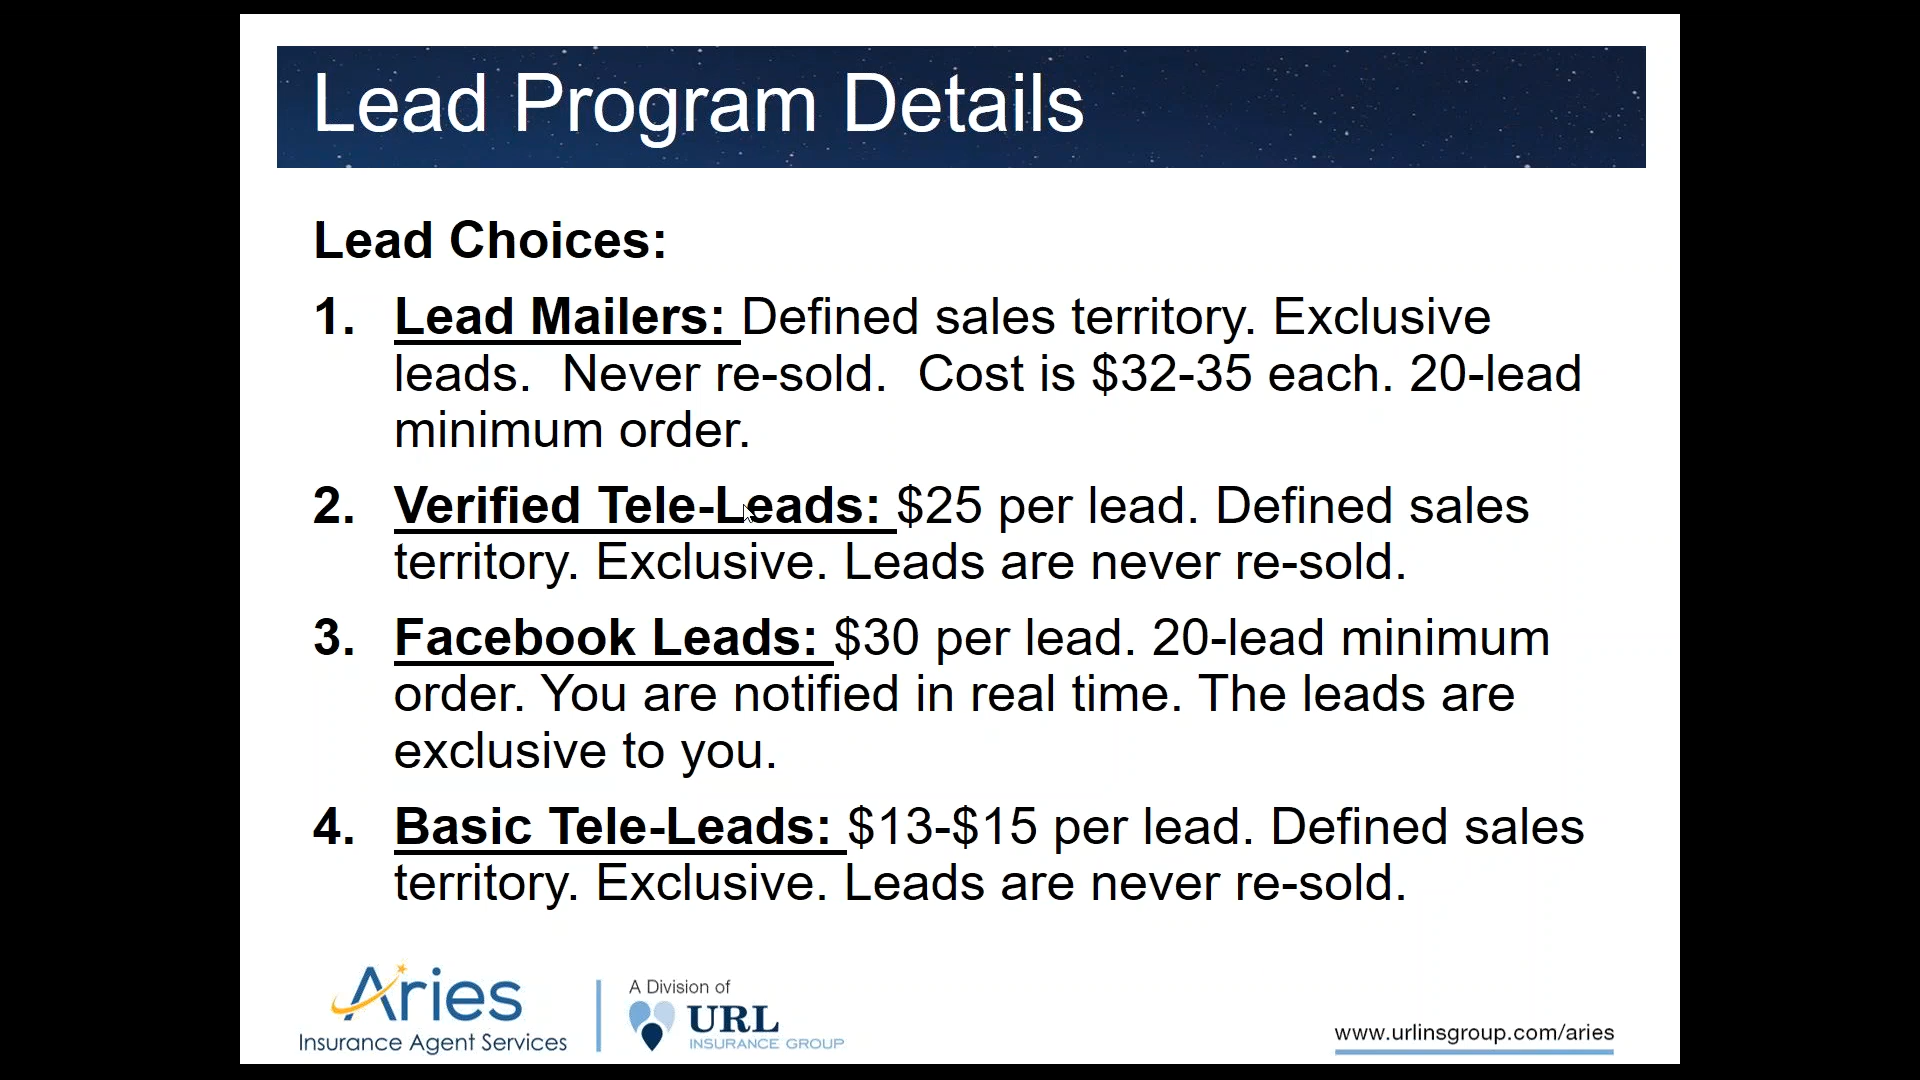 Lead Program Details
Lead Choices:
1. Lead Mailers: Defined sales territory. Exclusive
leads.  Never re-sold.  Cost is $32-35 each. 20-lead
minimum order.
2. Verified Tele-Leads: $25 per lead. Defined sales
territory. Exclusive. Leads are never re-sold.
3. Facebook Leads: $30 per lead. 20-lead minimum
order. You are notified in real time. The leads are
exclusive to you.
4. Basic Tele-Leads: $13-$15 per lead. Defined sales
territory. Exclusive. Leads are never re-sold.
Aries
Insurance Agent Services
A Division of
URL
INSURANCE GROUP
www.urlinsgroup.com/aries